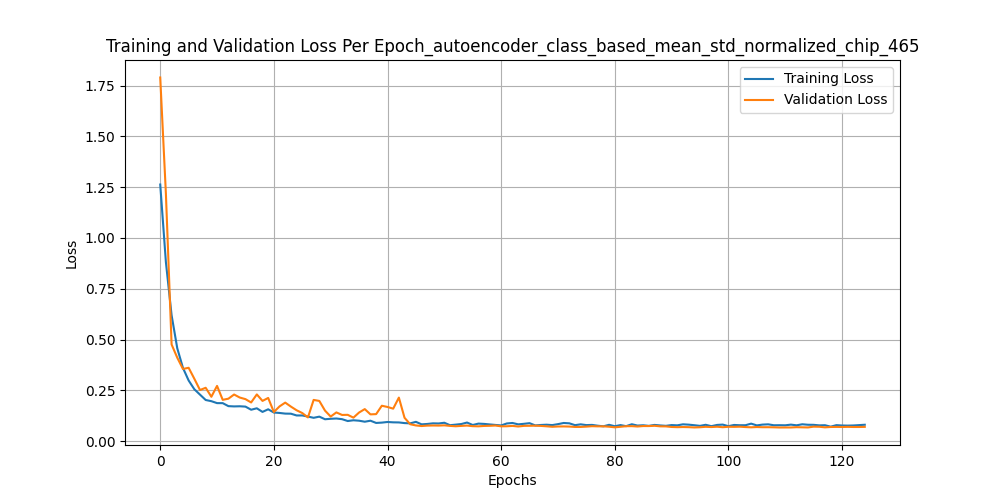 Training and Validation Loss Per Epoch_autoencoder_class_based_mean_std_normalized_chip_465
Training Loss
Validation Loss
1.75
1.50
1.25
1.00
0.75
0.50
0.25
0.00
Loss
0 20 40 60 80 100 120
Epochs